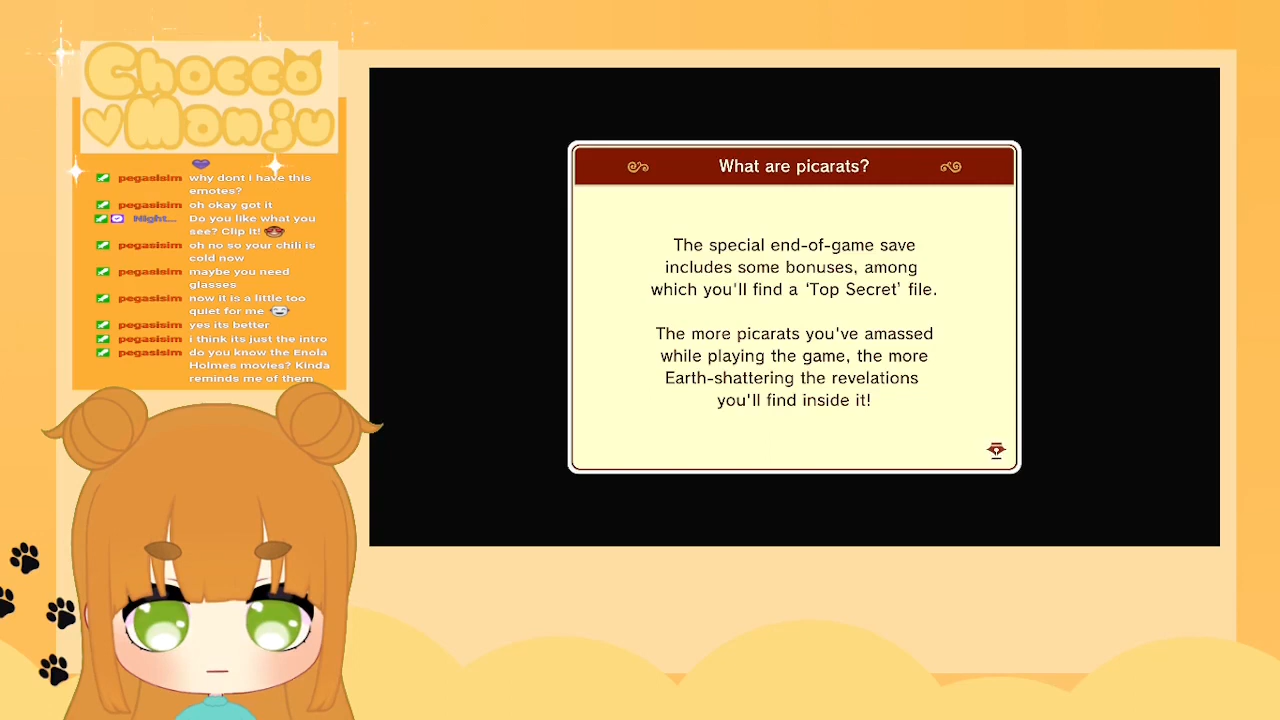 Chocco
Manju
pegasisim why dont i have this
emotes?
pegasisim oh okay got it
Night... Do you like what you
see? Clip it!
pegasisim oh no so your chili is
cold now
pegasisim maybe you need
glasses
pegasisim now it is a little too
quiet for me
pegasisim yes its better
pegasisim i think its just the intro
pegasisim do you know the Enola
Holmes movies? Kinda
reminds me of them
What are picarats?
The special end-of-game save
includes some bonuses, among
which you'll find a ‘Top Secret’ file.
The more picarats you've amassed
while playing the game, the more
Earth-shattering the revelations
you'll find inside it!